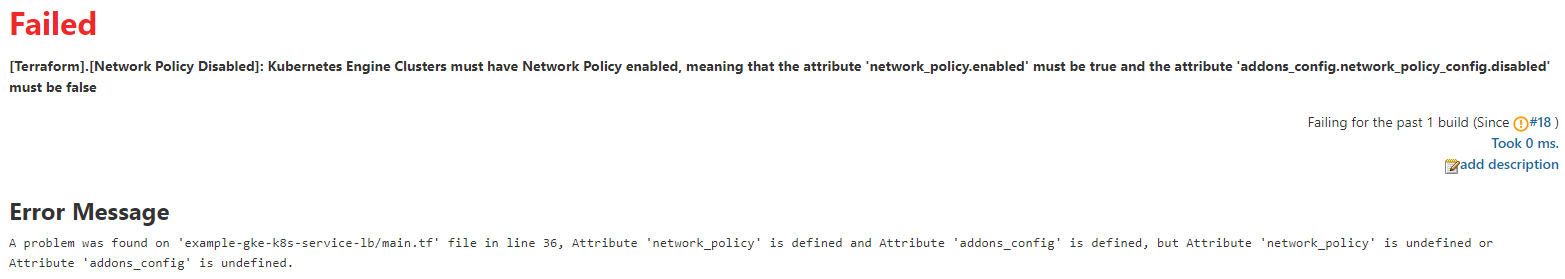 Failed
[Terraform].[Network Policy Disabled]: Kubernetes Engine Clusters must have Network Policy enabled, meaning that the attribute 'network_policy.enabled' must be true and the attribute 'addons_config.network_policy_config.disabled'
must be false
Failing for the past 1 build (Since #18 )
Took 0 ms.
add description
Error Message
A problem was found on 'example-gke-k8s-service-lb/main.tf' file in line 36, Attribute 'network_policy' is defined and Attribute 'addons_config' is defined, but Attribute 'network_policy' is undefined or
Attribute 'addons_config' is undefined.